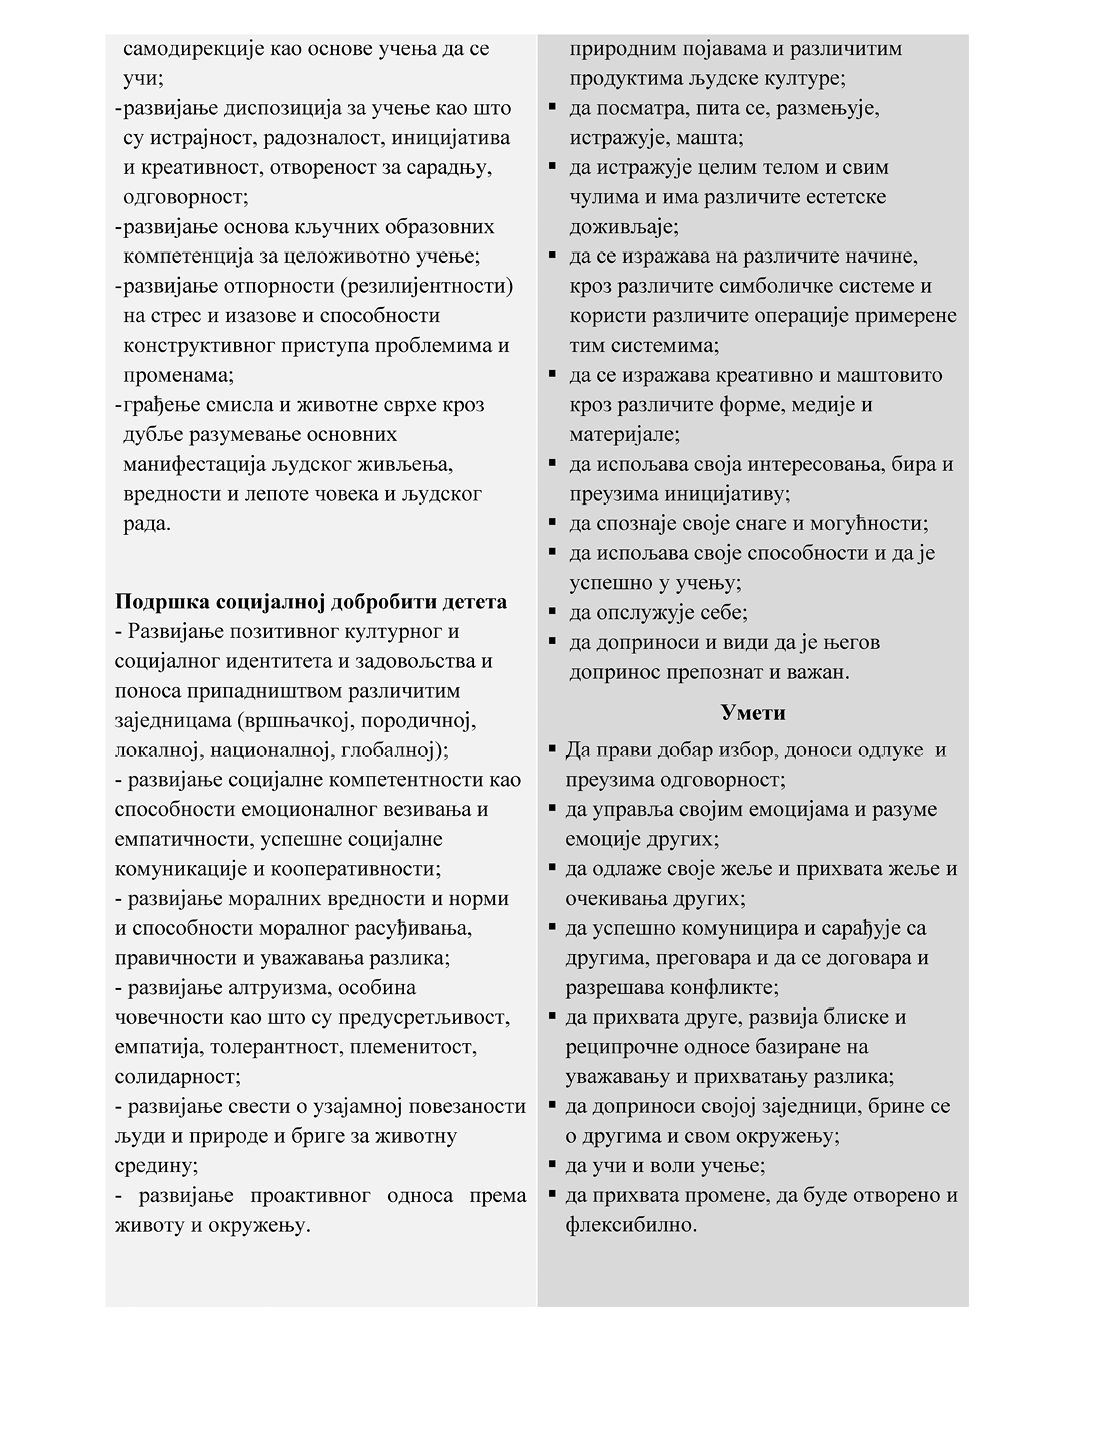 самодирекције као основе учења да се
учи;
-развијање диспозиција за учење као што
су истрајност, радозналост, иницијатива
и креативност, отвореност за сарадњу,
одговорност;
-развијање основа кључних образовних
компетенција за целоживотно учење;
-развијање отпорности (резилијентности)
на стрес и изазове и способности
конструктивног приступа проблемима и
променама;
-грађење смисла и животне сврхе кроз
дубље разумевање основних
манифестација људског живљења,
вредности и лепоте човека и људског
рада.
Подршка социјалној добробити детета
- Развијање позитивног културног и
социјалног идентитета и задовољства и
поноса припадништвом различитим
заједницама (вршњачкој, породичној,
локалној, националној, глобалној);
- развијање социјалне компетентности као
способности емоционалног везивања и
емпатичности, успешне социјалне
комуникације и кооперативности;
- развијање моралних вредности и норми
и способности моралног расуђивања,
правичности и уважавања разлика;
- развијање алтруизма, особина
човечности као што су предусретљивост,
емпатија, толерантност, племенитост,
солидарност;
- развијање свести о узајамној повезаности
људи и природе и бриге за животну
средину;
- развијање проактивног односа према
животу и окружењу.
природним појавама и различитим
продуктима људске културе;
▪ да посматра, пита се, размењује,
истражује, машта;
▪ да истражује целим телом и свим
чулима и има различите естетске
доживљаје;
▪ да се изражава на различите начине,
кроз различите симболичке системе и
користи различите операције примерене
тим системима;
▪ да се изражава креативно и маштовито
кроз различите форме, медије и
материјале;
▪ да испољава своја интересовања, бира и
преузима иницијативу;
▪ да спознаје своје снаге и могућности;
▪ да испољава своје способности и да је
успешно у учењу;
▪ да опслужује себе;
▪ да доприноси и види да је његов
допринос препознат и важан.
Умети
▪ Да прави добар избор, доноси одлуке  и
преузима одговорност;
▪ да управља својим емоцијама и разуме
емоције других;
▪ да одлаже своје жеље и прихвата жеље и
очекивања других;
▪ да успешно комуницира и сарађује са
другима, преговара и да се договара и
разрешава конфликте;
▪ да прихвата друге, развија блиске и
реципрочне односе базиране на
уважавању и прихватању разлика;
▪ да доприноси својој заједници, брине се
о другима и свом окружењу;
▪ да учи и воли учење;
▪ да прихвата промене, да буде отворено и
флексибилно.